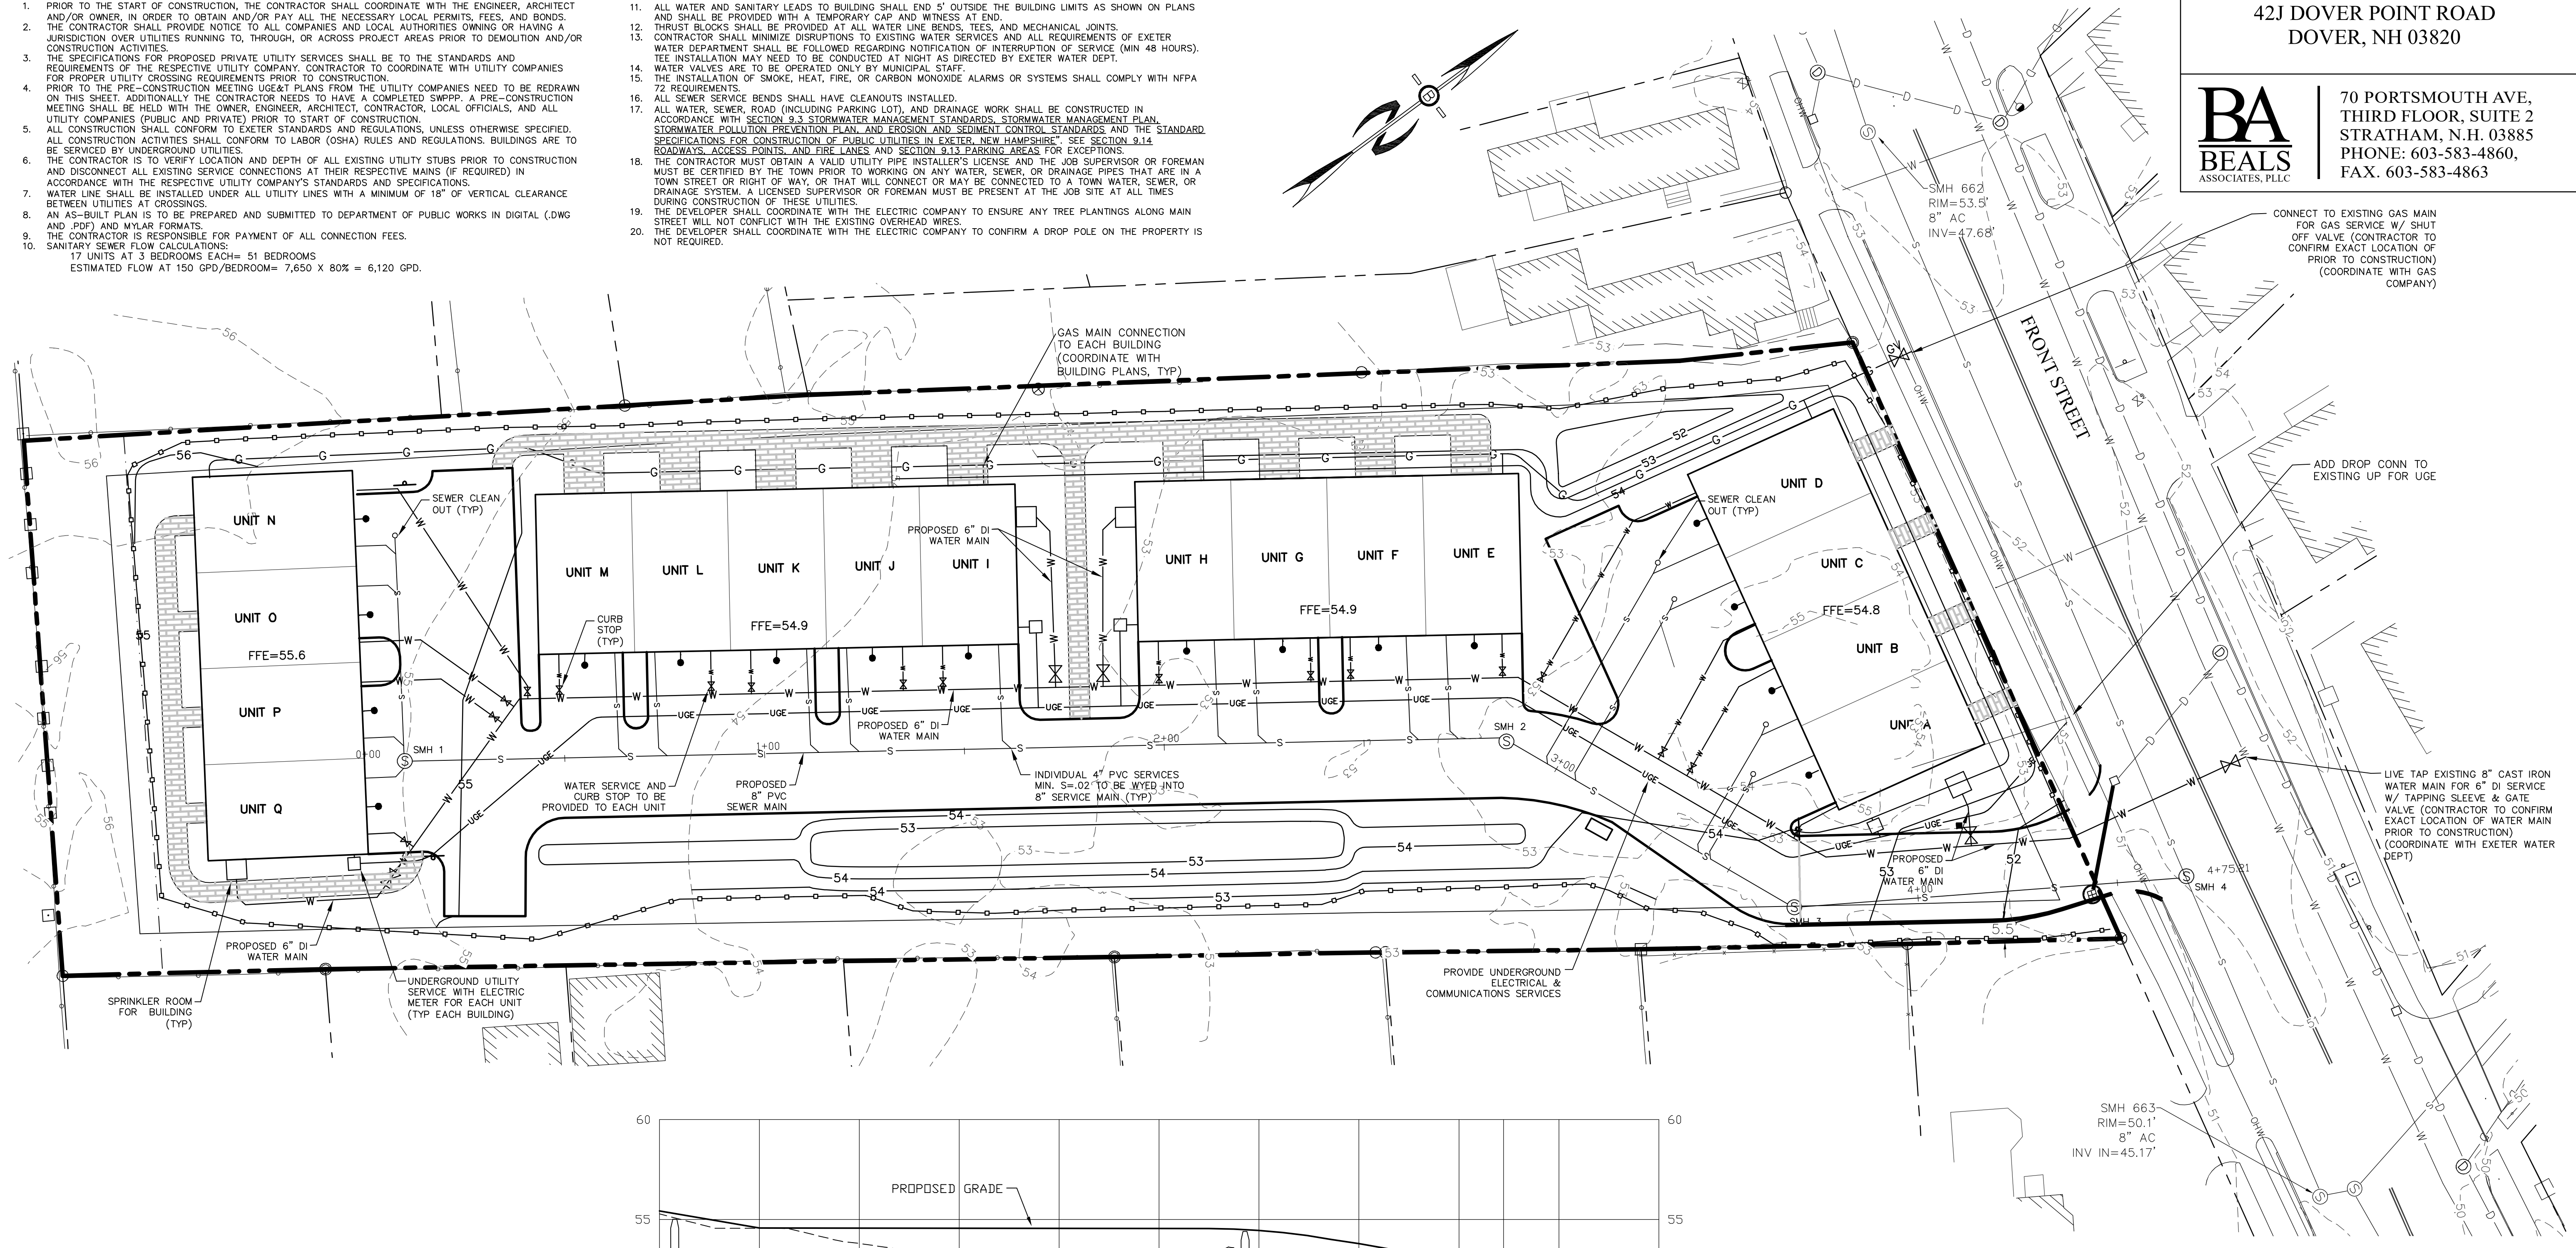 1. PRIOR TO THE START OF CONSTRUCTION, THE CONTRACTOR SHALL COORDINATE WITH THE ENGINEER, ARCHITECT
AND/OR OWNER, IN ORDER TO OBTAIN AND/OR PAY ALL THE NECESSARY LOCAL PERMITS, FEES, AND BONDS.
2. THE CONTRACTOR SHALL PROVIDE NOTICE TO ALL COMPANIES AND LOCAL AUTHORITIES OWNING OR HAVING A
JURISDICTION OVER UTILITIES RUNNING TO, THROUGH, OR ACROSS PROJECT AREAS PRIOR TO DEMOLITION AND/OR
CONSTRUCTION ACTIVITIES.
3. THE SPECIFICATIONS FOR PROPOSED PRIVATE UTILITY SERVICES SHALL BE TO THE STANDARDS AND
REQUIREMENTS OF THE RESPECTIVE UTILITY COMPANY. CONTRACTOR TO COORDINATE WITH UTILITY COMPANIES
FOR PROPER UTILITY CROSSING REQUIREMENTS PRIOR TO CONSTRUCTION.
4. PRIOR TO THE PRE-CONSTRUCTION MEETING UGE&T PLANS FROM THE UTILITY COMPANIES NEED TO BE REDRAWN
ON THIS SHEET. ADDITIONALLY THE CONTRACTOR NEEDS TO HAVE A COMPLETED SWPPP. A PRE-CONSTRUCTION
MEETING SHALL BE HELD WITH THE OWNER, ENGINEER, ARCHITECT, CONTRACTOR, LOCAL OFFICIALS, AND ALL
UTILITY COMPANIES (PUBLIC AND PRIVATE) PRIOR TO START OF CONSTRUCTION.
5. ALL CONSTRUCTION SHALL CONFORM TO EXETER STANDARDS AND REGULATIONS, UNLESS OTHERWISE SPECIFIED.
ALL CONSTRUCTION ACTIVITIES SHALL CONFORM TO LABOR (OSHA) RULES AND REGULATIONS. BUILDINGS ARE TO
BE SERVICED BY UNDERGROUND UTILITIES.
6. THE CONTRACTOR IS TO VERIFY LOCATION AND DEPTH OF ALL EXISTING UTILITY STUBS PRIOR TO CONSTRUCTION
AND DISCONNECT ALL EXISTING SERVICE CONNECTIONS AT THEIR RESPECTIVE MAINS (IF REQUIRED) IN
ACCORDANCE WITH THE RESPECTIVE UTILITY COMPANY'S STANDARDS AND SPECIFICATIONS.
7. WATER LINE SHALL BE INSTALLED UNDER ALL UTILITY LINES WITH A MINIMUM OF 18" OF VERTICAL CLEARANCE
BETWEEN UTILITIES AT CROSSINGS.
8. AN AS-BUILT PLAN IS TO BE PREPARED AND SUBMITTED TO DEPARTMENT OF PUBLIC WORKS IN DIGITAL (.DWG
AND .PDF) AND MYLAR FORMATS.
9. THE CONTRACTOR IS RESPONSIBLE FOR PAYMENT OF ALL CONNECTION FEES.
10. SANITARY SEWER FLOW CALCULATIONS:
17 UNITS AT 3 BEDROOMS EACH= 51 BEDROOMS
ESTIMATED FLOW AT 150 GPD/BEDROOM= 7,650 X 80% = 6,120 GPD.
11. ALL WATER AND SANITARY LEADS TO BUILDING SHALL END 5' OUTSIDE THE BUILDING LIMITS AS SHOWN ON PLANS
AND SHALL BE PROVIDED WITH A TEMPORARY CAP AND WITNESS AT END.
12. THRUST BLOCKS SHALL BE PROVIDED AT ALL WATER LINE BENDS, TEES, AND MECHANICAL JOINTS.
13. CONTRACTOR SHALL MINIMIZE DISRUPTIONS TO EXISTING WATER SERVICES AND ALL REQUIREMENTS OF EXETER
WATER DEPARTMENT SHALL BE FOLLOWED REGARDING NOTIFICATION OF INTERRUPTION OF SERVICE (MIN 48 HOURS).
TEE INSTALLATION MAY NEED TO BE CONDUCTED AT NIGHT AS DIRECTED BY EXETER WATER DEPT.
14. WATER VALVES ARE TO BE OPERATED ONLY BY MUNICIPAL STAFF.
15. THE INSTALLATION OF SMOKE, HEAT, FIRE, OR CARBON MONOXIDE ALARMS OR SYSTEMS SHALL COMPLY WITH NFPA
72 REQUIREMENTS.
16. ALL SEWER SERVICE BENDS SHALL HAVE CLEANOUTS INSTALLED.
17. ALL WATER, SEWER, ROAD (INCLUDING PARKING LOT), AND DRAINAGE WORK SHALL BE CONSTRUCTED IN
ACCORDANCE WITH SECTION 9.3 STORMWATER MANAGEMENT STANDARDS, STORMWATER MANAGEMENT PLAN,
STORMWATER POLLUTION PREVENTION PLAN, AND EROSION AND SEDIMENT CONTROL STANDARDS AND THE STANDARD
SPECIFICATIONS FOR CONSTRUCTION OF PUBLIC UTILITIES IN EXETER, NEW HAMPSHIRE". SEE SECTION 9.14
ROADWAYS, ACCESS POINTS, AND FIRE LANES AND SECTION 9.13 PARKING AREAS FOR EXCEPTIONS.
18. THE CONTRACTOR MUST OBTAIN A VALID UTILITY PIPE INSTALLER'S LICENSE AND THE JOB SUPERVISOR OR FOREMAN
MUST BE CERTIFIED BY THE TOWN PRIOR TO WORKING ON ANY WATER, SEWER, OR DRAINAGE PIPES THAT ARE IN A
TOWN STREET OR RIGHT OF WAY, OR THAT WILL CONNECT OR MAY BE CONNECTED TO A TOWN WATER, SEWER, OR
DRAINAGE SYSTEM. A LICENSED SUPERVISOR OR FOREMAN MUST BE PRESENT AT THE JOB SITE AT ALL TIMES
DURING CONSTRUCTION OF THESE UTILITIES.
19. THE DEVELOPER SHALL COORDINATE WITH THE ELECTRIC COMPANY TO ENSURE ANY TREE PLANTINGS ALONG MAIN
STREET WILL NOT CONFLICT WITH THE EXISTING OVERHEAD WIRES.
20. THE DEVELOPER SHALL COORDINATE WITH THE ELECTRIC COMPANY TO CONFIRM A DROP POLE ON THE PROPERTY IS
NOT REQUIRED.
42J DOVER POINT ROAD
DOVER, NH 03820
BA
BEALS
ASSOCIATES, PLLC
70 PORTSMOUTH AVE,
THIRD FLOOR, SUITE 2
STRATHAM, N.H. 03885
PHONE: 603-583-4860,
FAX. 603-583-4863
SMH 662
RIM=53.5'
8" AC
INV=47.68'
CONNECT TO EXISTING GAS MAIN
FOR GAS SERVICE W/ SHUT
OFF VALVE (CONTRACTOR TO
CONFIRM EXACT LOCATION OF
PRIOR TO CONSTRUCTION)
(COORDINATE WITH GAS
COMPANY)
FRONT STREET
GAS MAIN CONNECTION
TO EACH BUILDING
(COORDINATE WITH
BUILDING PLANS, TYP)
ADD DROP CONN TO
EXISTING UP FOR UGE
SEWER CLEAN
OUT (TYP)
PROPOSED 6" DI
WATER MAIN
SEWER CLEAN
OUT (TYP)
UNIT N
UNIT O
FFE=55.6
UNIT P
UNIT Q
UNIT M
UNIT L
UNIT K
UNIT J
UNIT I
FFE=54.9
CURB
STOP
(TYP)
UNIT H
UNIT G
UNIT F
UNIT E
FFE=54.9
UNIT D
UNIT C
FFE=54.8
UNIT B
UNIT A
SMH 1
0+00
1+00
2+00
SMH 2
3+00
PROPOSED 6" DI
WATER MAIN
WATER SERVICE AND
CURB STOP TO BE
PROVIDED TO EACH UNIT
PROPOSED
8" PVC
SEWER MAIN
INDIVIDUAL 4" PVC SERVICES
MIN. S=.02' TO BE WYED INTO
8" SERVICE MAIN (TYP)
LIVE TAP EXISTING 8" CAST IRON
WATER MAIN FOR 6" DI SERVICE
W/ TAPPING SLEEVE & GATE
VALVE (CONTRACTOR TO CONFIRM
EXACT LOCATION OF WATER MAIN
PRIOR TO CONSTRUCTION)
(COORDINATE WITH EXETER WATER
DEPT)
PROPOSED
6" DI
WATER MAIN
4+00
4+75.21
SMH 4
SMH 3
5.5'
PROPOSED 6" DI
WATER MAIN
SPRINKLER ROOM
FOR BUILDING
(TYP)
UNDERGROUND UTILITY
SERVICE WITH ELECTRIC
METER FOR EACH UNIT
(TYP EACH BUILDING)
PROVIDE UNDERGROUND
ELECTRICAL &
COMMUNICATIONS SERVICES
SMH 663
RIM=50.1'
8" AC
INV IN=45.17'
60 60
PROPOSED GRADE
55 55